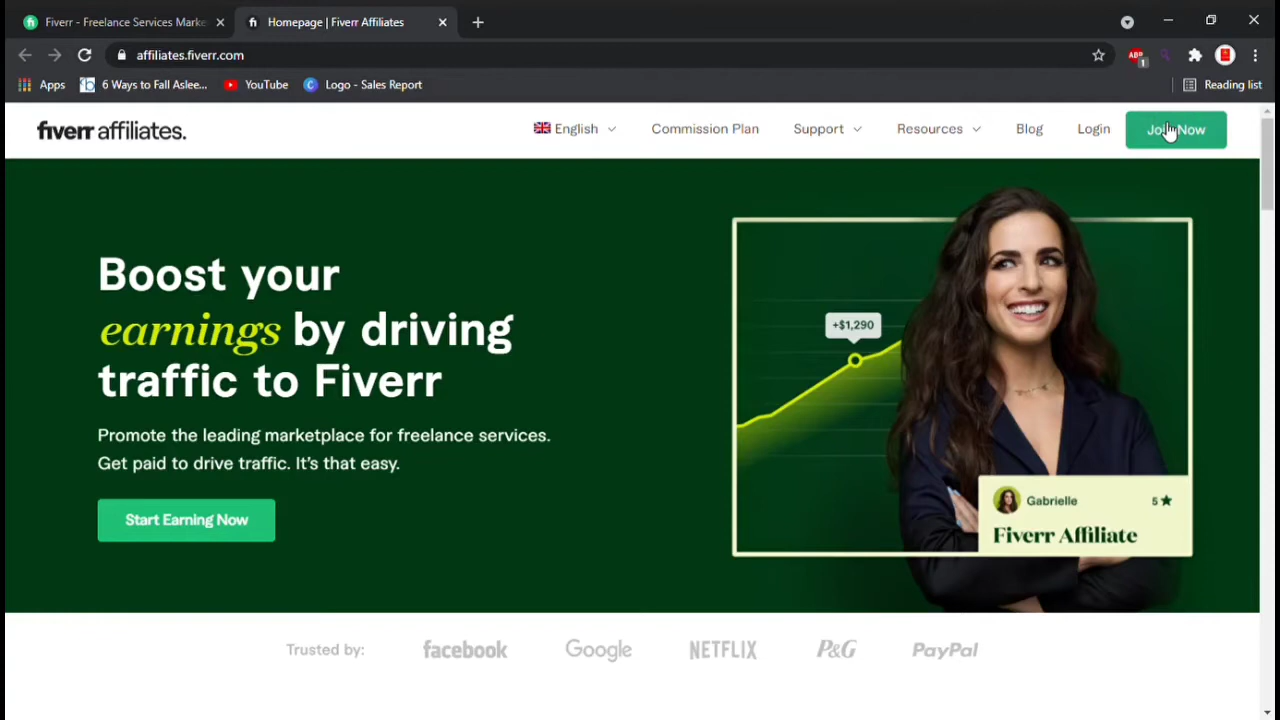 Fiverr - Freelance Services Marke
Homepage | Fiverr Affiliates
affiliates.fiverr.com
ABP
1
Apps
6 Ways to Fall Aslee...
YouTube
C
Logo - Sales Report
Reading list
fiverr affiliates.
English
Commission Plan
Support
Resources
Blog
Login
Join Now
Boost your
earnings by driving
traffic to Fiverr
Promote the leading marketplace for freelance services.
Get paid to drive traffic. It's that easy.
Start Earning Now
+$1,290
Gabrielle
5★
Fiverr Affiliate
Trusted by:
facebook
Google
NETFLIX
P&G
PayPal